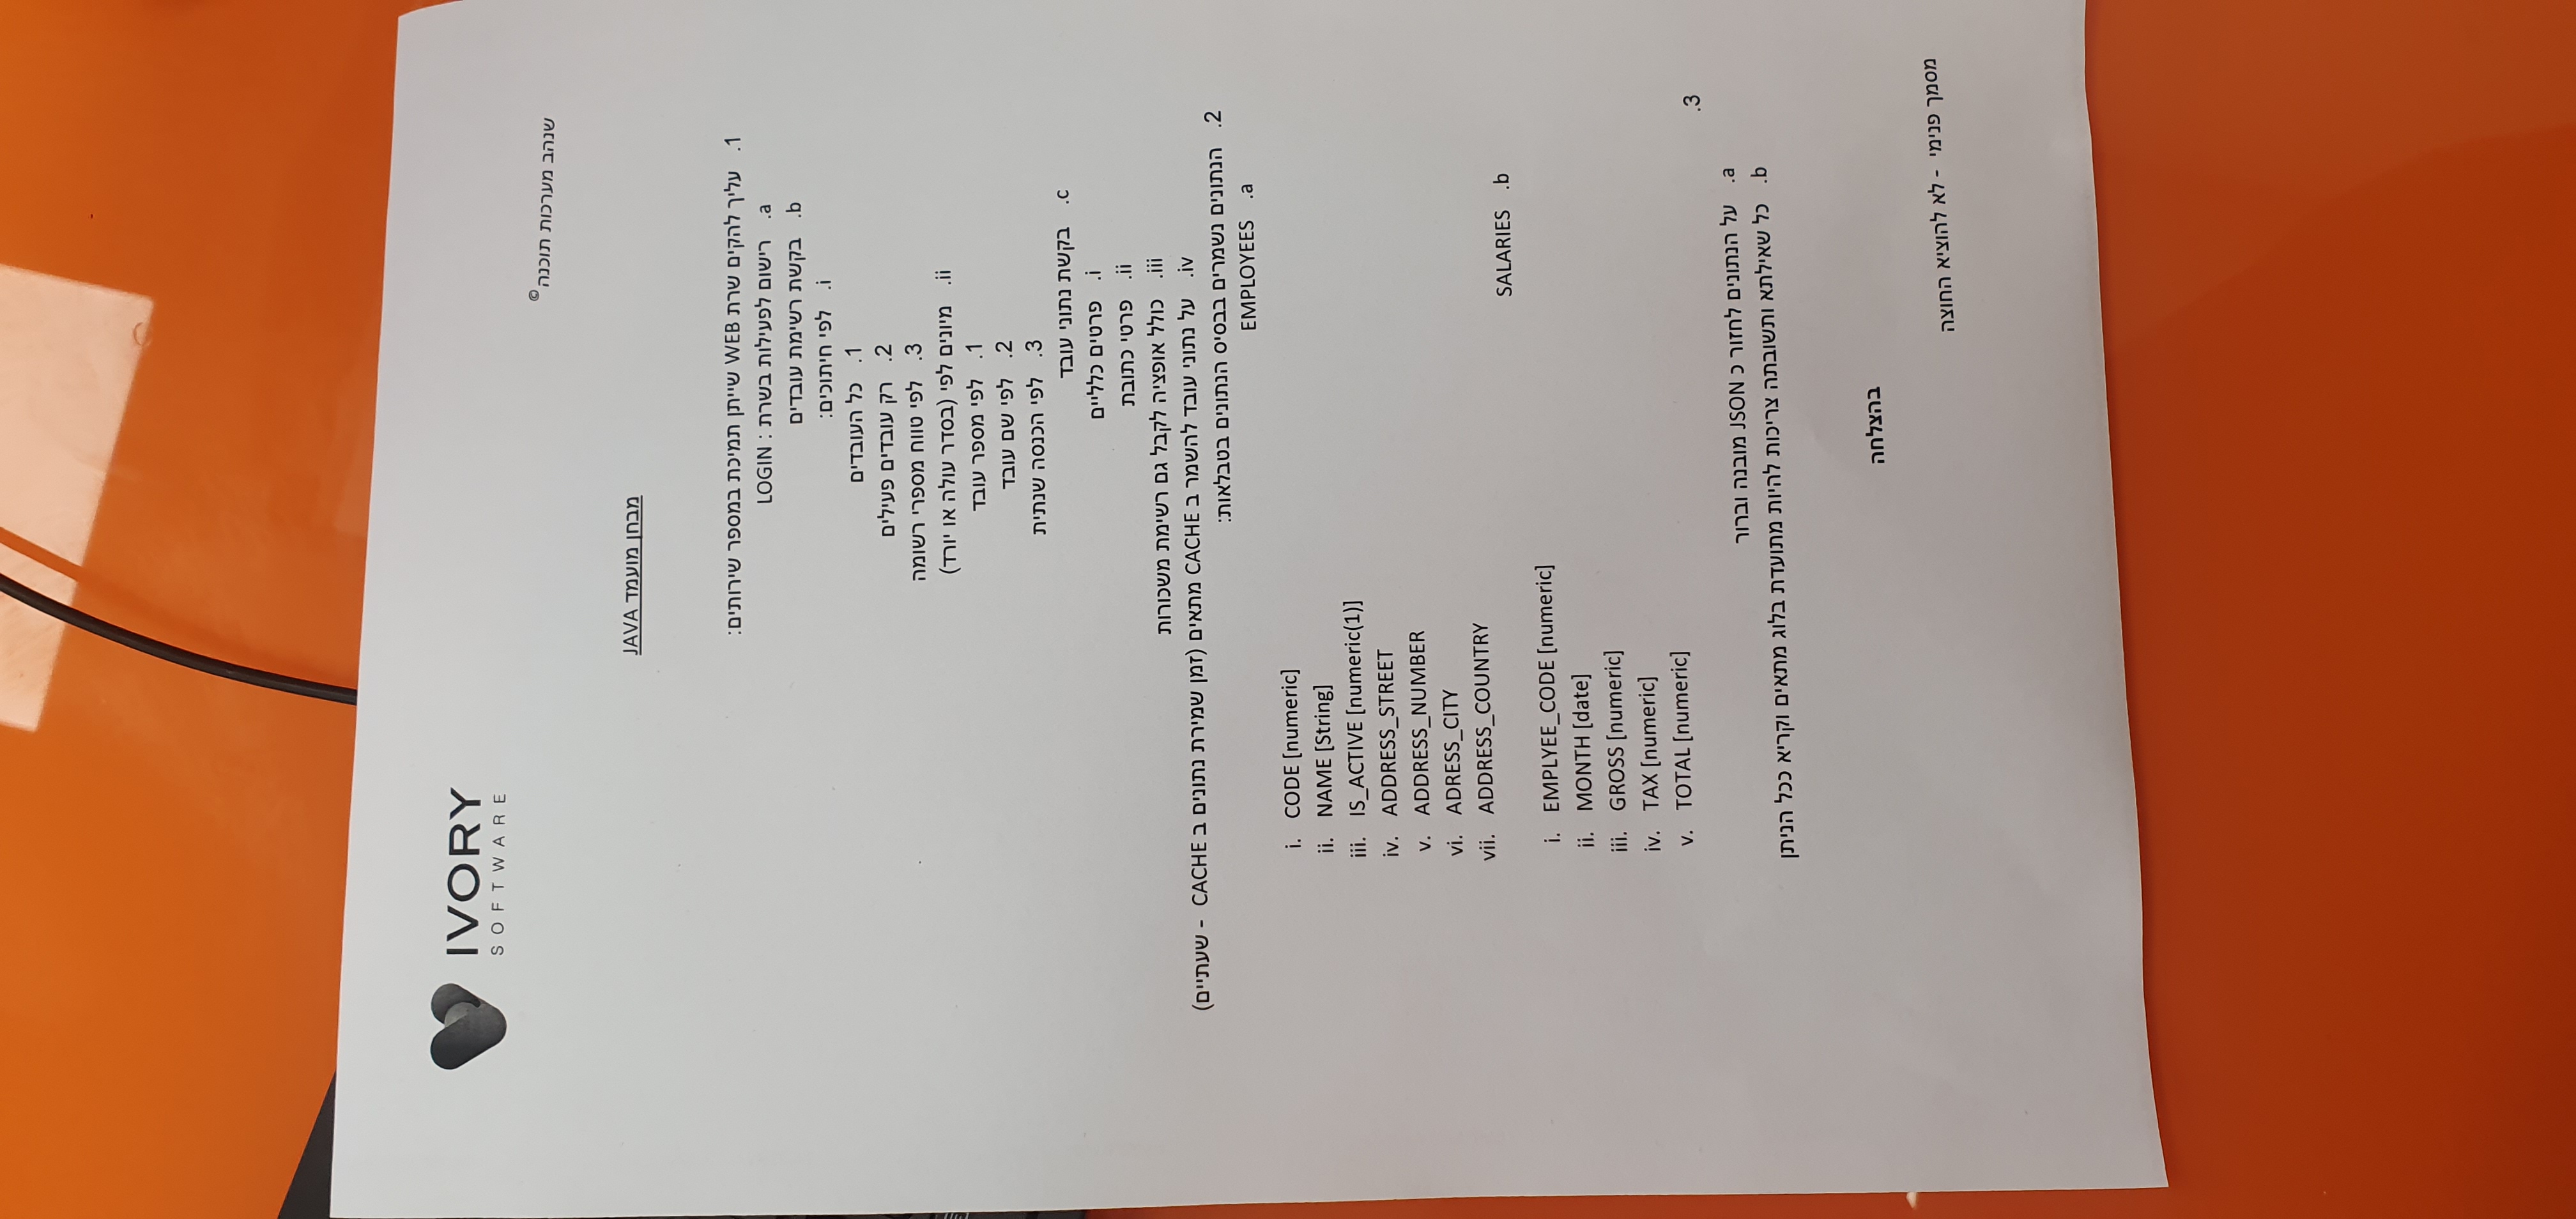 IVORY
SOFTWARE
שנהב מערכות תוכנה©
מבחן מועמד JAVA
1. עליך להקים שרת WEB שייתן תמיכת במספר שירותים:
a. רישום לפעילות בשרת : LOGIN
b. בקשת רשימת עובדים
i. לפי חיתוכים:
1. כל העובדים
2. רק עובדים פעילים
3. לפי טווח מספרי רשומה
ii. מיונים לפי (בסדר עולה או יורד)
1. לפי מספר עובד
2. לפי שם עובד
3. לפי הכנסה שנתית
c. בקשת נתוני עובד
i. פרטים כלליים
ii. פרטי כתובת
iii. כולל אופציה לקבל גם רשימת משכורות
iv. על נתוני עובד להשמר ב CACHE מתאים (זמן שמירת נתונים ב CACHE - שעתיים)
2. הנתונים נשמרים בבסיס הנתונים בטבלאות:
a. EMPLOYEES
i. CODE [numeric]
ii. NAME [String]
iii. IS_ACTIVE [numeric(1)]
iv. ADDRESS_STREET
v. ADDRESS_NUMBER
vi. ADRESS_CITY
vii. ADDRESS_COUNTRY
b. SALARIES
i. EMPLYEE_CODE [numeric]
ii. MONTH [date]
iii. GROSS [numeric]
iv. TAX [numeric]
v. TOTAL [numeric]
3.
a. על הנתונים לחזור כ JSON מובנה וברור
b. כל שאילתא ותשובתה צריכות להיות מתועדת בלוג מתאים וקריא ככל הניתן
בהצלחה
מסמך פנימי - לא להוציא החוצה